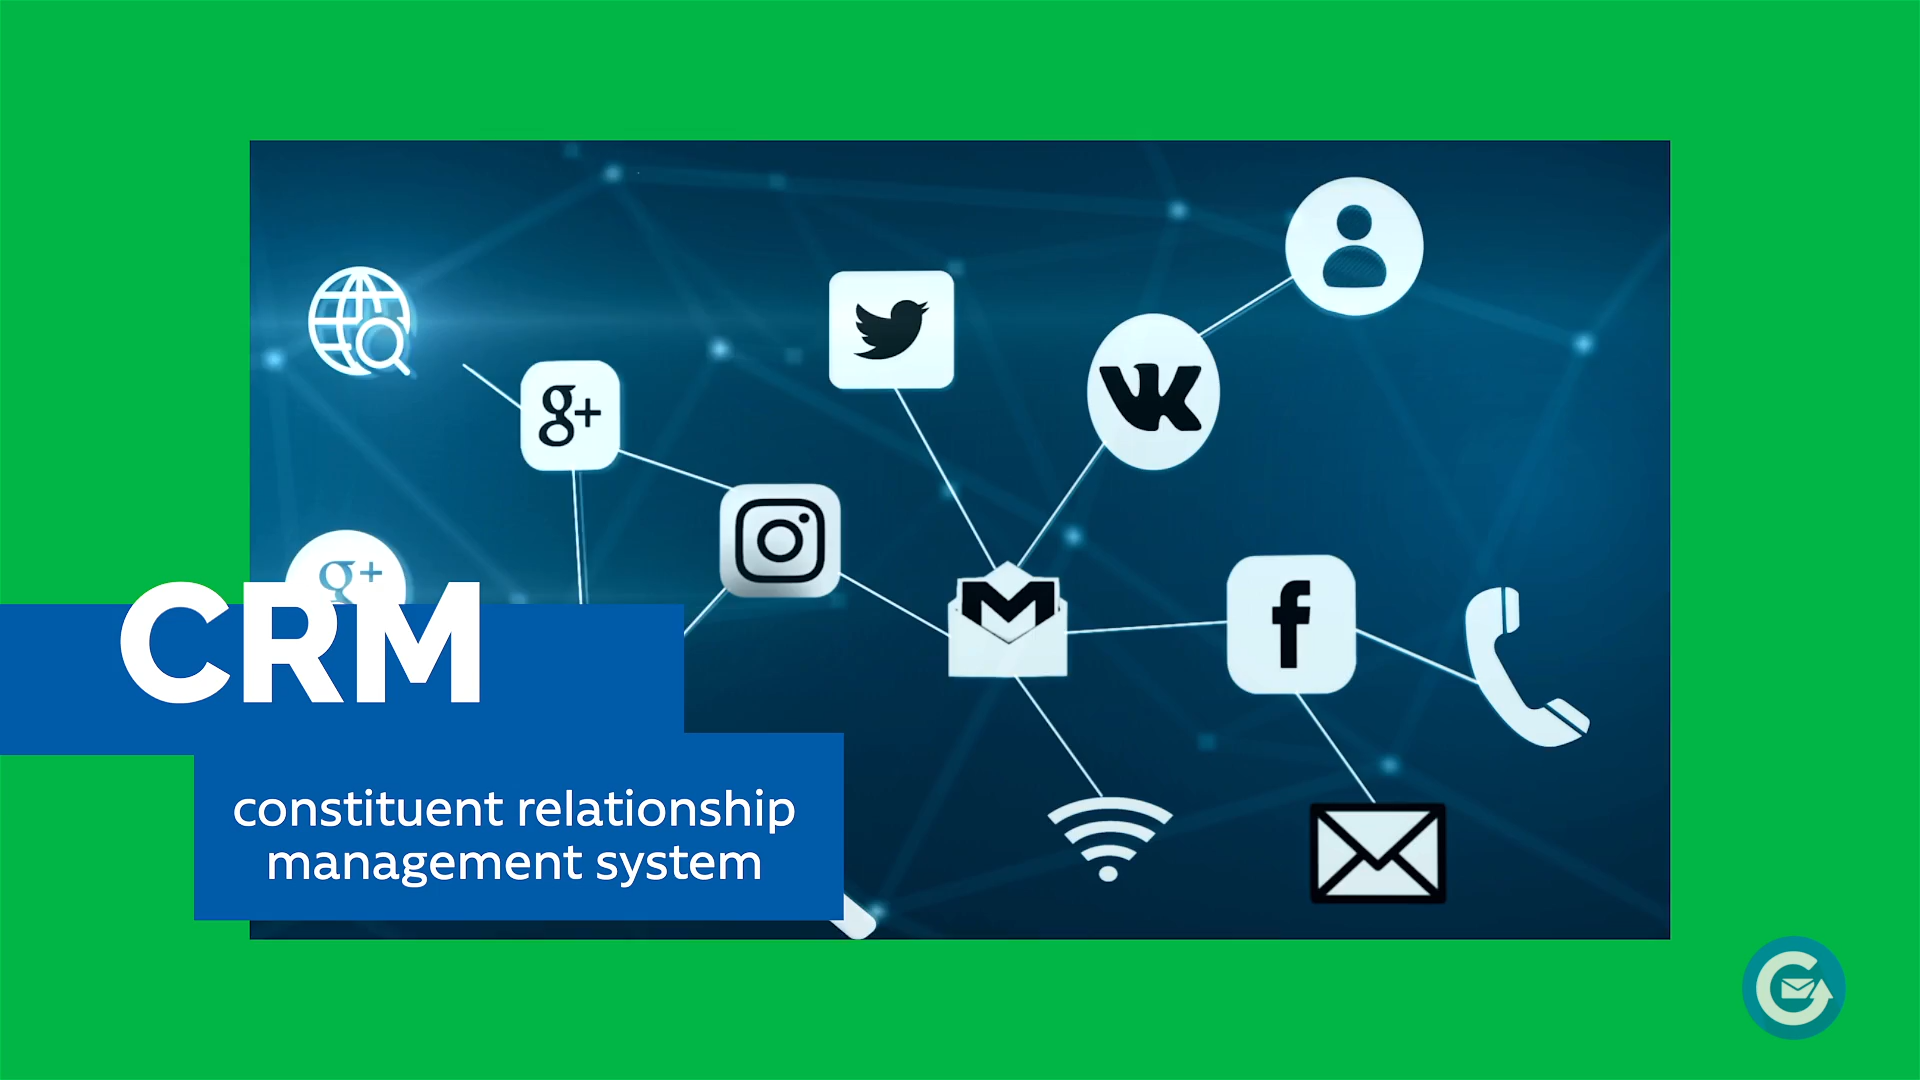 g+
g+
CRM
constituent relationship
management system